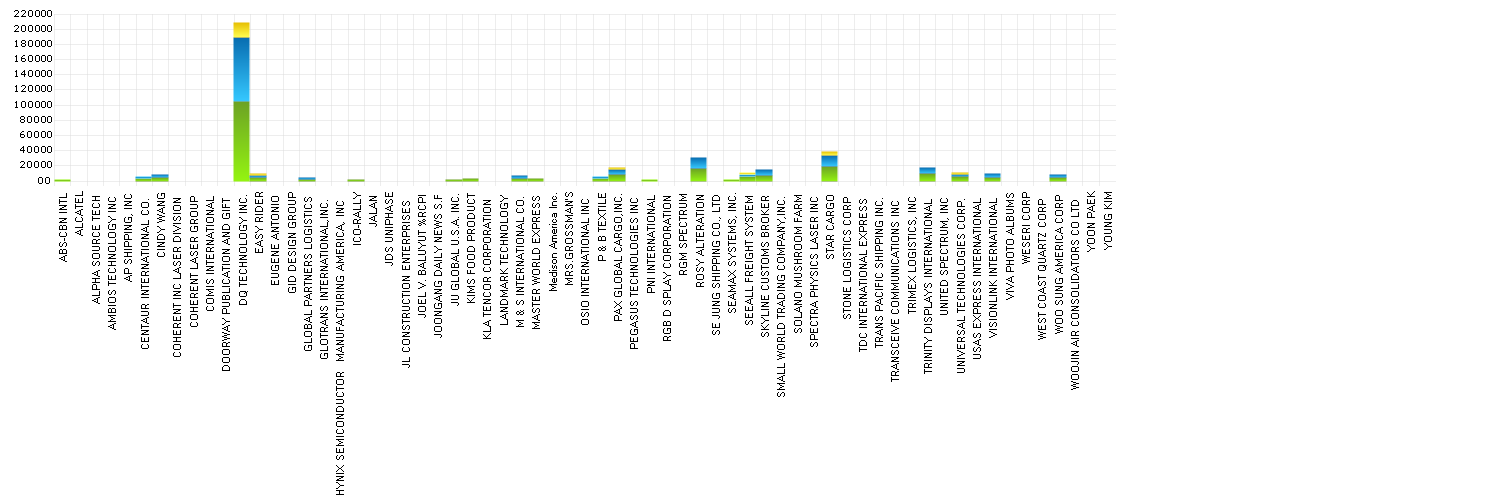 220000
200000
180000
160000
140000
120000
100000
80000
60000
40000
20000
00
ABS-CBN INTL
ALCATEL
ALPHA SOURCE TECH
AMBIOS TECHNOLOGY INC
AP SHIPPING, INC
CENTAUR INTERNATIONAL CO.
CINDY WANG
COHERENT INC LASER DIVISION
COHERENT LASER GROUP
COMIS INTERNATIONAL
DOORWAY PUBLICATION AND GIFT
DQ TECHNOLOGY INC.
EASY RIDER
EUGENE ANTONIO
GID DESIGN GROUP
GLOBAL PARTNERS LOGISTICS
GLOTRANS INTERNATIONAL,INC.
HYNIX SEMICONDUCTOR MANUFACTURING AMERICA, INC
ICO-RALLY
JALAN
JDS UNIPHASE
JL CONSTRUCTION ENTERPRISES
JOEL V. BALUYUT %RCPI
JOONGANG DAILY NEWS S.F
JU GLOBAL U.S.A, INC.
KIMS FOOD PRODUCT
KLA TENCOR CORPORATION
LANDMARK TECHNOLOGY
M & S INTERNATIONAL CO.
MASTER WORLD EXPRESS
Medison America Inc.
MRS.GROSSMAN'S
OSIO INTERNATIONAL INC
P & B TEXTILE
PAX GLOBAL CARGO,INC.
PEGASUS TECHNOLOGIES INC
PNI INTERNATIONAL
RGB D SPLAY CORPORATION
RGM SPECTRUM
ROSY ALTERATION
SE JUNG SHIPPING CO., LTD
SEAMAX SYSTEMS, INC.
SEEALL FREIGHT SYSTEM
SKYLINE CUSTOMS BROKER
SMALL WORLD TRADING COMPANY,INC.
SOLANO MUSHROOM FARM
SPECTRA PHYSICS LASER INC
STAR CARGO
STONE LOGISTICS CORP
TDC INTERNATIONAL EXPRESS
TRANS PACIFIC SHIPPING INC.
TRANSCEIVE COMMUNICATIONS INC
TRIMEX LOGISTICS, INC
TRINITY DISPLAYS INTERNATIONAL
UNITED SPECTRUM, INC
UNIVERSAL TECHNOLOGIES CORP.
USAS EXPRESS INTERNATIONAL
VISIONLINK INTERNATIONAL
VIVA PHOTO ALBUMS
WESERI CORP
WEST COAST QUARTZ CORP
WOO SUNG AMERICA CORP
WOOJIN AIR CONSOLIDATORS CO LTD
YOON PAEK
YOUNG KIM